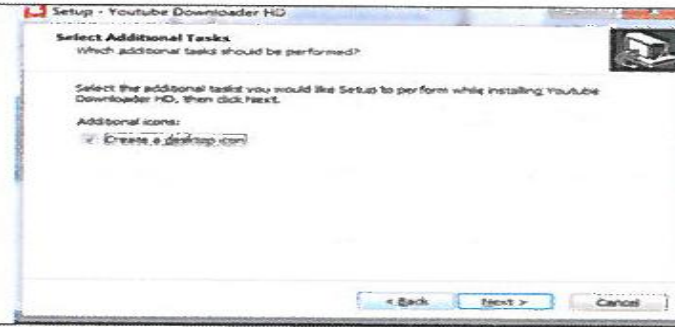 Setup - Youtube Downloader HD
Select Additional Tasks
Which additional tasks should be performed?
Select the additional tasks you would like Setup to perform while installing Youtube
Downloader HD, then click Next.
Additional icons:
Create a desktop icon
< Back
Next >
Cancel